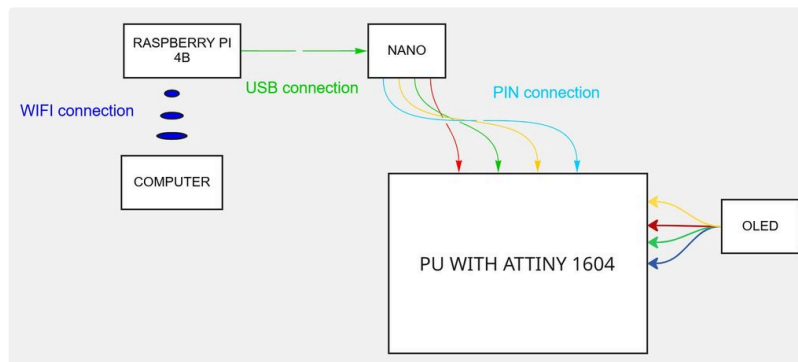 RASPBERRY PI
4B
NANO
USB connection
PIN connection
WIFI connection
COMPUTER
PU WITH ATTINY 1604
OLED